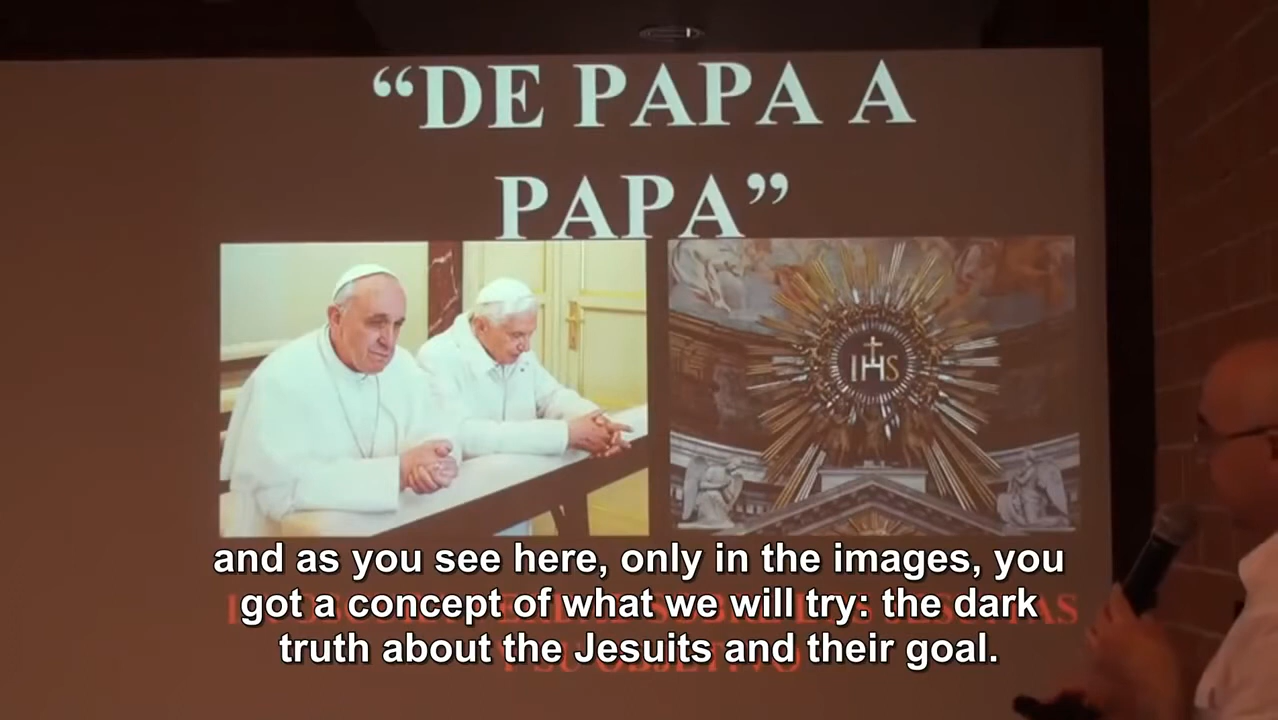 “DE PAPA A
PAPA”
IHS
and as you see here, only in the images, you
got a concept of what we will try: the dark
truth about the Jesuits and their goal.